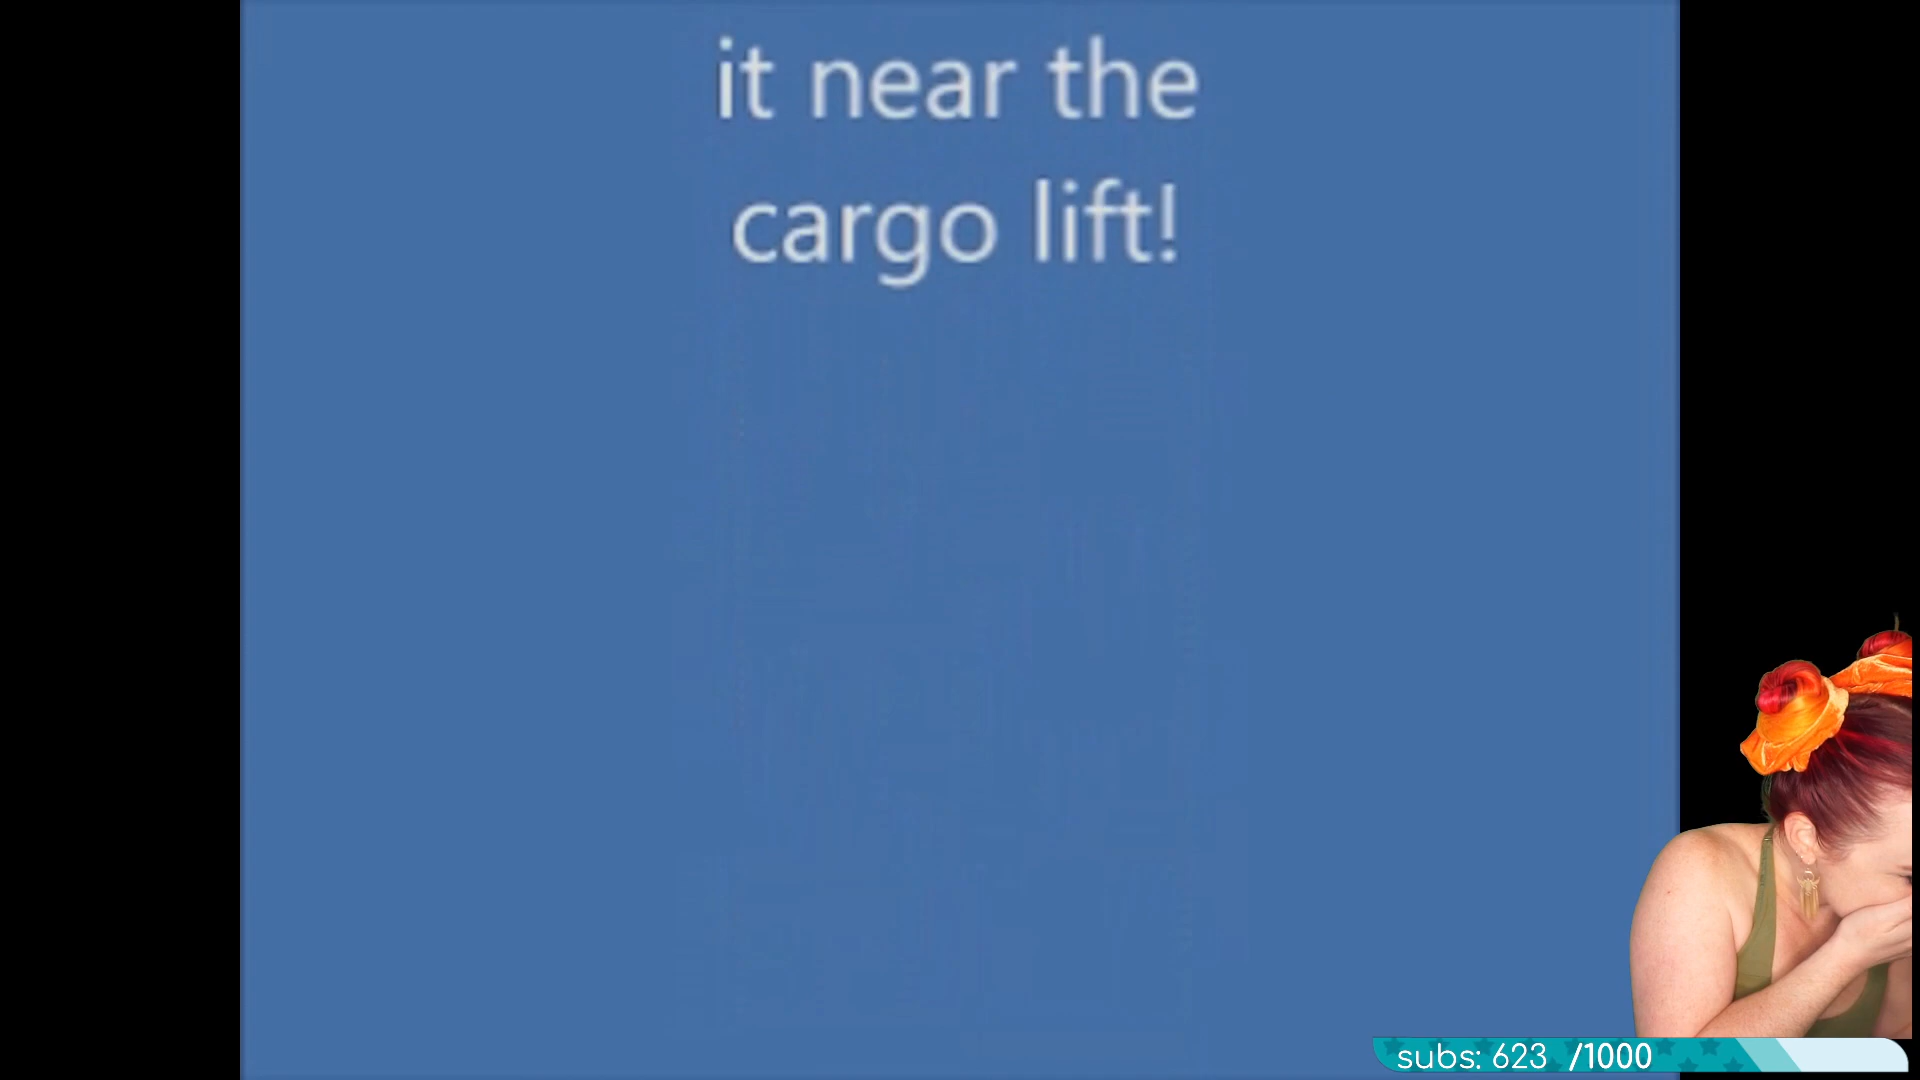 it near the
cargo lift!
subs: 623 /1000